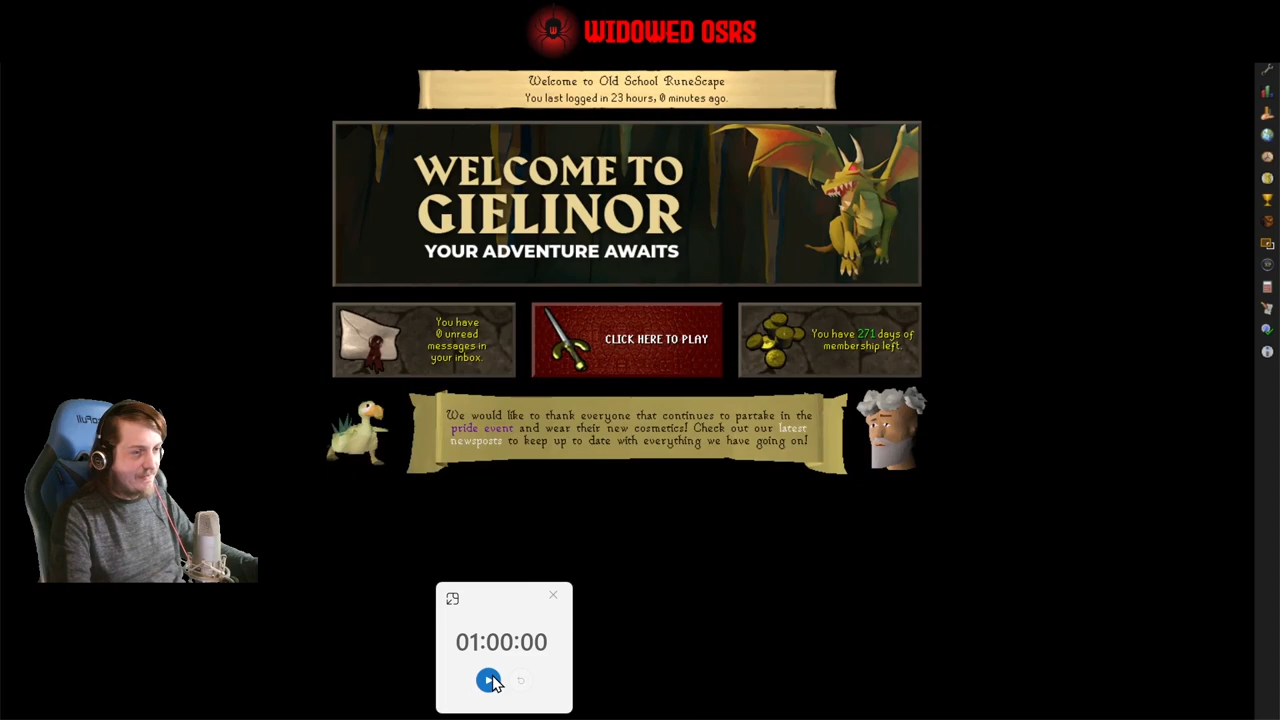 WIDOWED OSRS
Welcome to Old School RuneScape
You last logged in 23 hours, 0 minutes ago.
WELCOME TO
GIELINOR
YOUR ADVENTURE AWAITS
You have
0 unread
messages in
your inbox.
CLICK HERE TO PLAY
You have 271 days of
membership left.
We would like to thank everyone that continues to partake in the
pride event and wear their new cosmetics! Check out our latest
newsposts to keep up to date with everything we have going on!
01:00:00